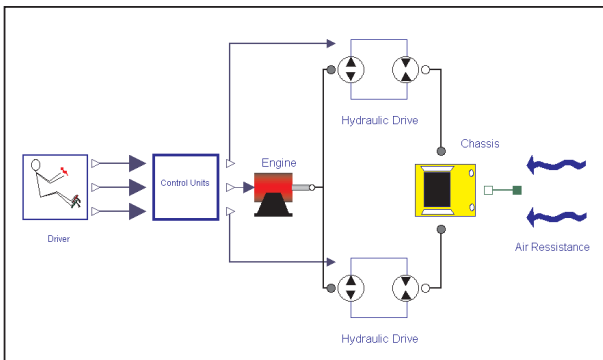 Hydraulic Drive
Chassis
Engine
Control Units
Driver
Air Ressistance
Hydraulic Drive